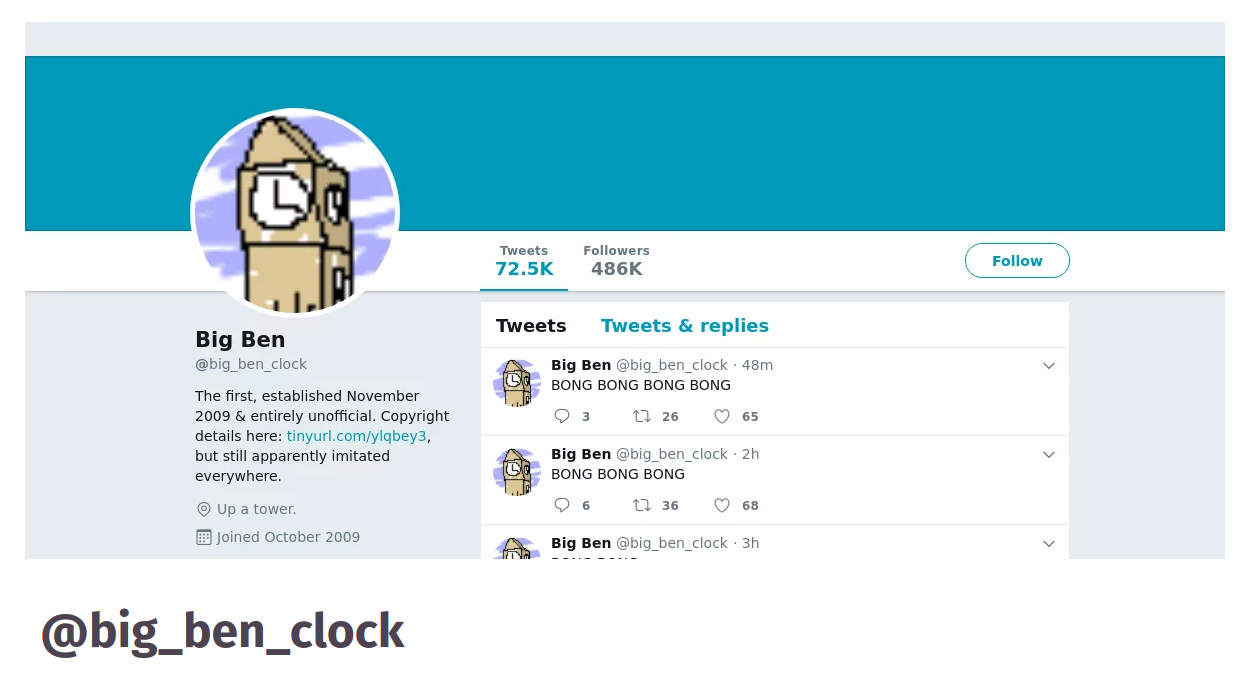 Tweets
72.5K
Followers
486K
Follow
Big Ben
@big_ben_clock
The first, established November
2009 & entirely unofficial. Copyright
details here: tinyurl.com/ylqbey3,
but still apparently imitated
everywhere.
Up a tower.
Joined October 2009
Tweets Tweets & replies
Big Ben @big_ben_clock · 48m
BONG BONG BONG BONG
3 26 65
Big Ben @big_ben_clock · 2h
BONG BONG BONG
6 36 68
Big Ben @big_ben_clock · 3h
@big_ben_clock